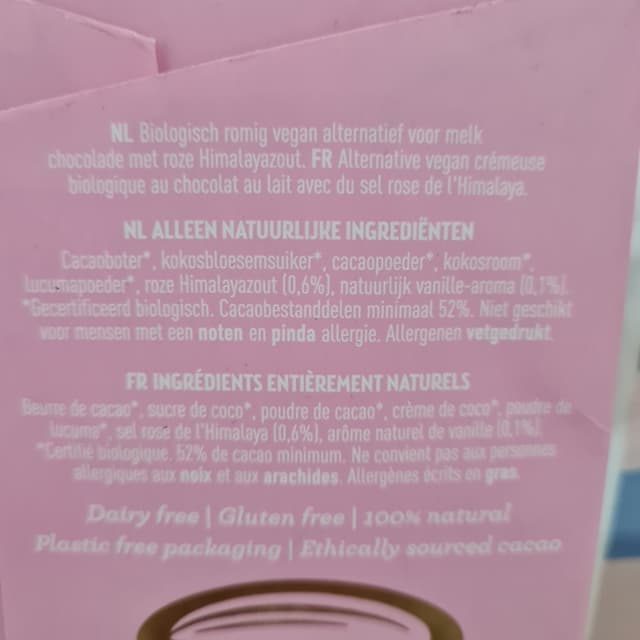 NL Biologisch romig vegan alternatief voor melk
chocolade met roze Himalayazout. FR Alternative vegan crémeuse
biologique au chocolat au lait avec du sel rose de l'Himalaya.
NL ALLEEN NATUURLIJKE INGREDIËNTEN
Cacaoboter*, kokosbloesemsuiker*, cacaopoeder*, kokosroom*,
lucumapoeder*, roze Himalayazout (0,6%), natuurlijk vanille-aroma (0,1%).
*Gecertificeerd biologisch. Cacaobestanddelen minimaal 52%. Niet geschikt
voor mensen met een noten en pinda allergie. Allergenen vetgedrukt.
FR INGRÉDIENTS ENTIÈREMENT NATURELS
Beurre de cacao*, sucre de coco*, poudre de cacao*, crème de coco*, poudre de
lucuma*, sel rose de l'Himalaya (0,6%), arôme naturel de vanille (0,1%).
*Certifié biologique. 52% de cacao minimum. Ne convient pas aux personnes
allergiques aux noix et aux arachides. Allergènes écrits en gras.
Dairy free | Gluten free | 100% natural
Plastic free packaging | Ethically sourced cacao